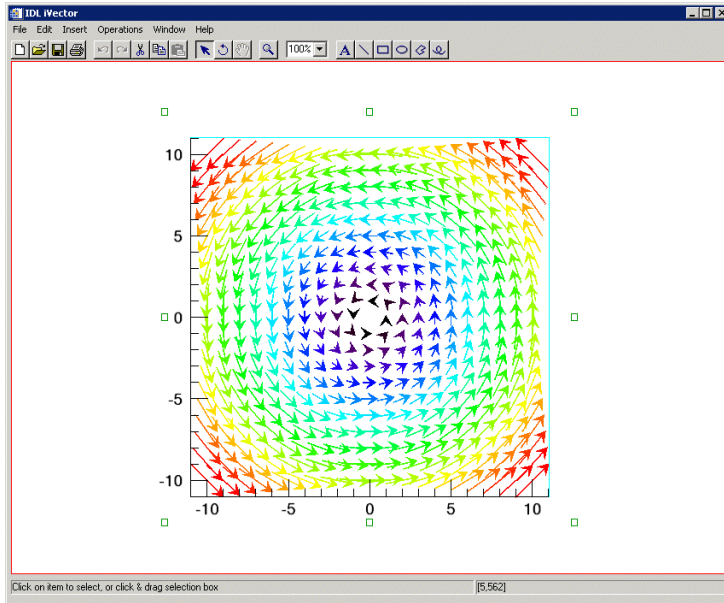 IDL iVector
File Edit Insert Operations Window Help
100%
A
10
5
0
-5
-10
-10 -5 0 5 10
Click on item to select, or click & drag selection box
[5,562]